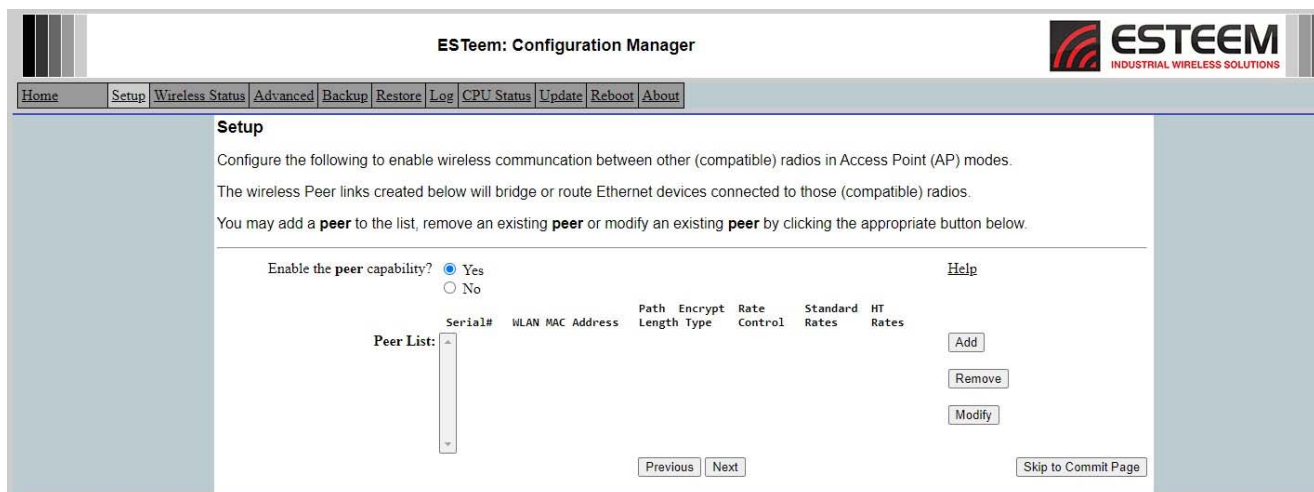 ESTeem: Configuration Manager
ESTEEM
INDUSTRIAL WIRELESS SOLUTIONS
Home Setup Wireless Status Advanced Backup Restore Log CPU Status Update Reboot About
Setup
Configure the following to enable wireless communcation between other (compatible) radios in Access Point (AP) modes.
The wireless Peer links created below will bridge or route Ethernet devices connected to those (compatible) radios.
You may add a peer to the list, remove an existing peer or modify an existing peer by clicking the appropriate button below.
Enable the peer capability? Yes Help
No
Path Encrypt Rate Standard HT
Serial# WLAN MAC Address Length Type Control Rates Rates
Peer List: Add
Remove
Modify
Previous Next Skip to Commit Page